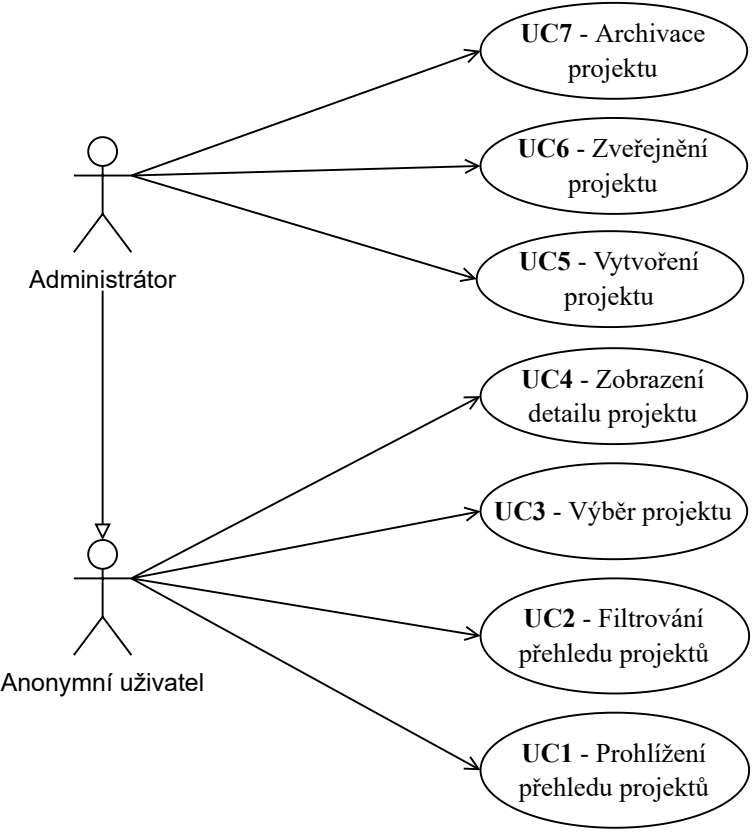 UC7 - Archivace
projektu
UC6 - Zveřejnění
projektu
Administrátor
UC5 - Vytvoření
projektu
UC4 - Zobrazení
detailu projektu
UC3 - Výběr projektu
UC2 - Filtrování
přehledu projektů
Anonymní uživatel
UC1 - Prohlížení
přehledu projektů